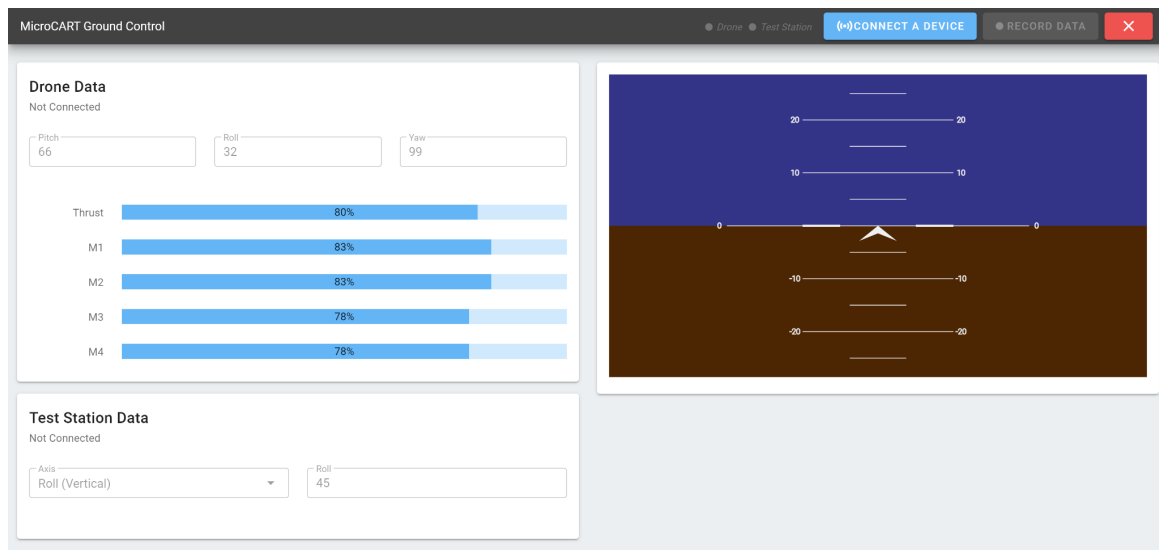 MicroCART Ground Control
Drone Test Station CONNECT A DEVICE RECORD DATA
Drone Data
Not Connected
Pitch Roll Yaw
66 32 99
Thrust 80%
M1 83%
M2 83%
M3 78%
M4 78%
Test Station Data
Not Connected
Axis Roll
Roll (Vertical) 45
20 20
10 10
0 0
-10 -10
-20 -20